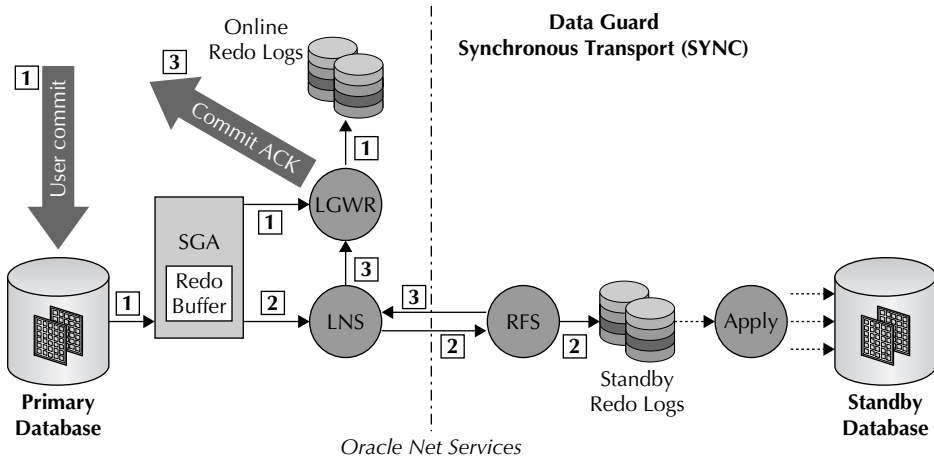 Data Guard
Synchronous Transport (SYNC)
Online
Redo Logs
1
3
User commit
Commit ACK
1
LGWR
1
SGA
Redo
Buffer
3
1
2
LNS
3
2
RFS
2
Apply
Standby
Redo Logs
Primary
Database
Standby
Database
Oracle Net Services